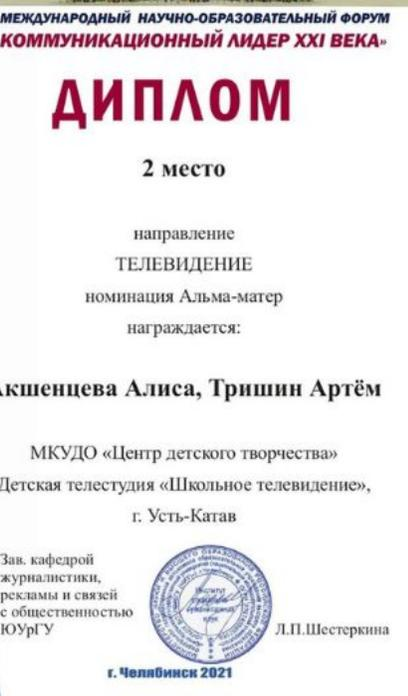 МЕЖДУНАРОДНЫЙ НАУЧНО-ОБРАЗОВАТЕЛЬНЫЙ ФОРУМ
КОММУНИКАЦИОННЫЙ ЛИДЕР XXI ВЕКА»
ДИПЛОМ
2 место
направление
ТЕЛЕВИДЕНИЕ
номинация Альма-матер
награждается:
Акшенцева Алиса, Тришин Артём
МКУДО «Центр детского творчества»
Детская телестудия «Школьное телевидение»,
г. Усть-Катав
Зав. кафедрой
журналистики,
рекламы и связей
с общественностью
ЮУрГУ
Л.П.Шестеркина
г. Челябинск 2021